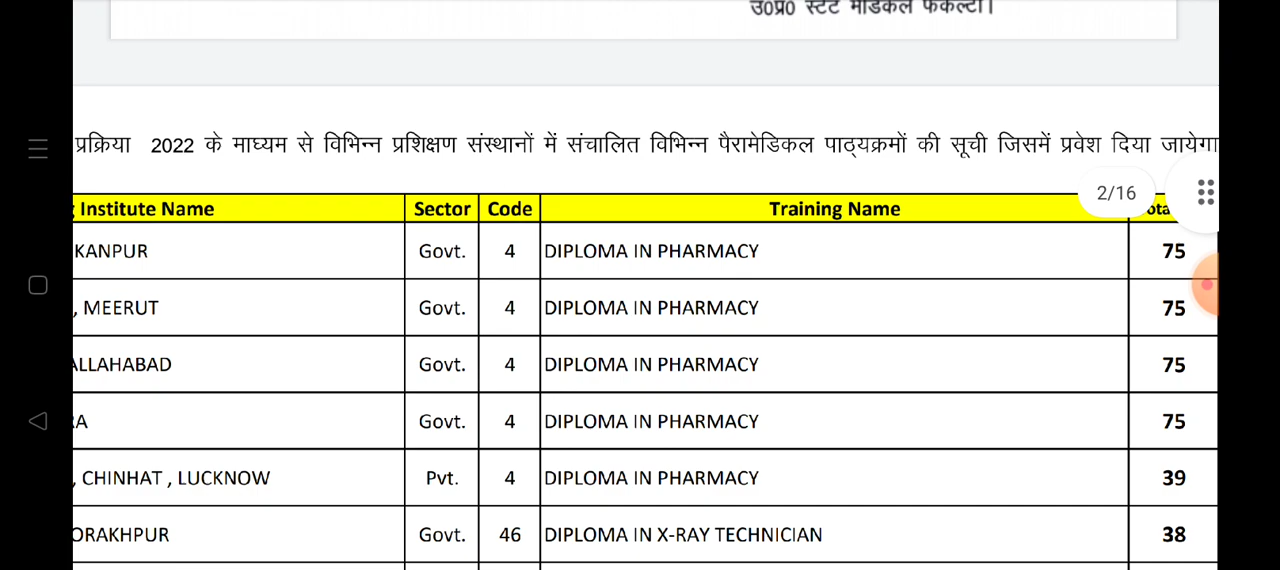 उ0प्र0 स्टेट मेडिकल फैकल्टी।
प्रक्रिया 2022 के माघ्यम से विभिन्न प्रशिक्षण संस्थानों में संचालित विभिन्न पैरामेडिकल पाठ्यक्रमों की सूची जिसमें प्रवेश दिया जायेगा
2/16
Institute Name Sector Code Training Name
KANPUR Govt. 4 DIPLOMA IN PHARMACY 75
, MEERUT Govt. 4 DIPLOMA IN PHARMACY 75
ALLAHABAD Govt. 4 DIPLOMA IN PHARMACY 75
RA Govt. 4 DIPLOMA IN PHARMACY 75
, CHINHAT , LUCKNOW Pvt. 4 DIPLOMA IN PHARMACY 39
ORAKHPUR Govt. 46 DIPLOMA IN X-RAY TECHNICIAN 38